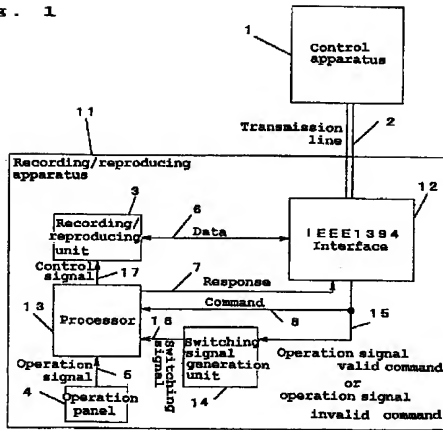 . 1
1
Control
apparatus
Transmission
line
2
11
Recording/reproducing
apparatus
12
3
Recording/
reproducing
unit
6
Data
IEEE1394
Interface
Control
signal
17
7
Response
Command
8
13
Processor
16
Switching
signal
Switching
signal
generation
unit
14
15
Operation signal
valid command
or
operation signal
invalid command
Operation
signal
5
4
Operation
panel